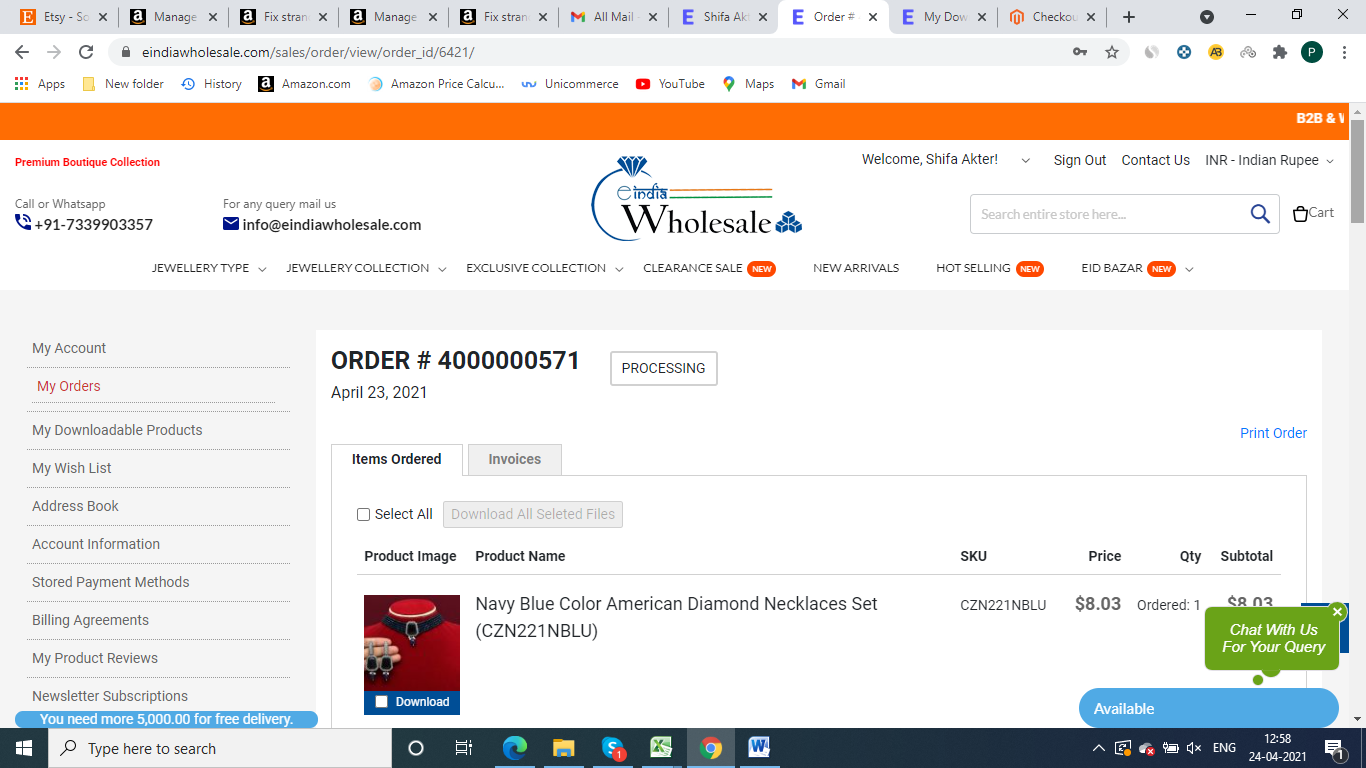 Etsy - So
Manage
Fix stran
Manage
Fix stran
All Mail -
Shifa Akt
Order #
My Dow
Checkou
eindiawholesale.com/sales/order/view/order_id/6421/
P
Apps
New folder
History
Amazon.com
Amazon Price Calcu...
Unicommerce
YouTube
Maps
Gmail
B2B & W
Premium Boutique Collection
Welcome, Shifa Akter!
Sign Out
Contact Us
INR - Indian Rupee
Call or Whatsapp
+91-7339903357
For any query mail us
info@eindiawholesale.com
eindia
Wholesale
Search entire store here...
Cart
JEWELLERY TYPE
JEWELLERY COLLECTION
EXCLUSIVE COLLECTION
CLEARANCE SALE NEW
NEW ARRIVALS
HOT SELLING NEW
EID BAZAR NEW
My Account
My Orders
My Downloadable Products
My Wish List
Address Book
Account Information
Stored Payment Methods
Billing Agreements
My Product Reviews
Newsletter Subscriptions
You need more 5,000.00 for free delivery.
ORDER # 4000000571
PROCESSING
April 23, 2021
Print Order
Items Ordered
Invoices
Select All
Download All Seleted Files
Product Image Product Name SKU Price Qty Subtotal
Navy Blue Color American Diamond Necklaces Set
(CZN221NBLU)
CZN221NBLU
$8.03
Ordered: 1
$8.03
Download
Chat With Us
For Your Query
Available
Type here to search
1
ENG
12:58
24-04-2021
1